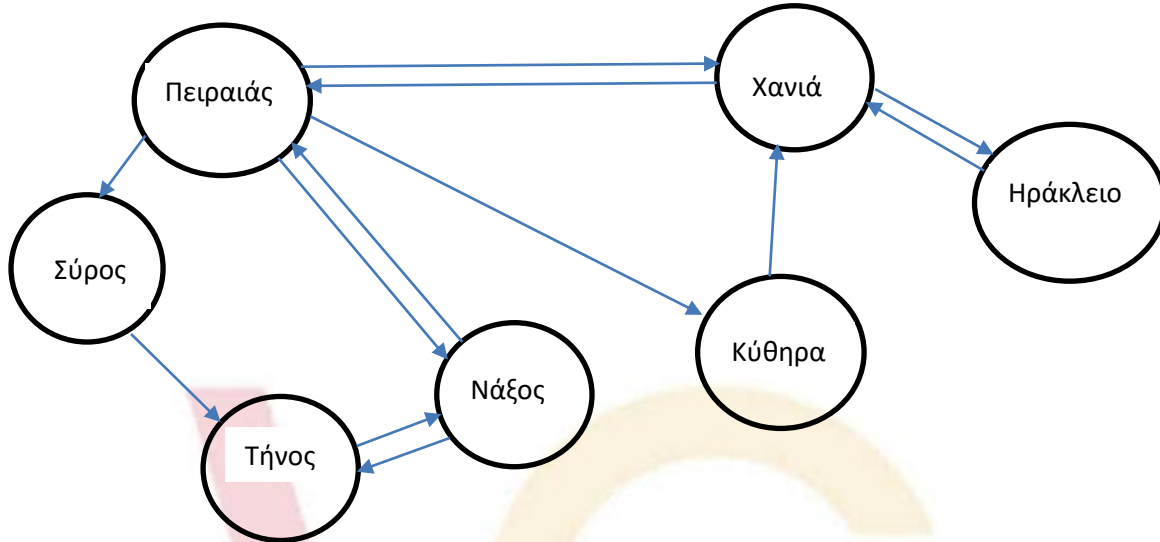 Πειραιάς
Χανιά
Ηράκλειο
Σύρος
Κύθηρα
Νάξος
Τήνος